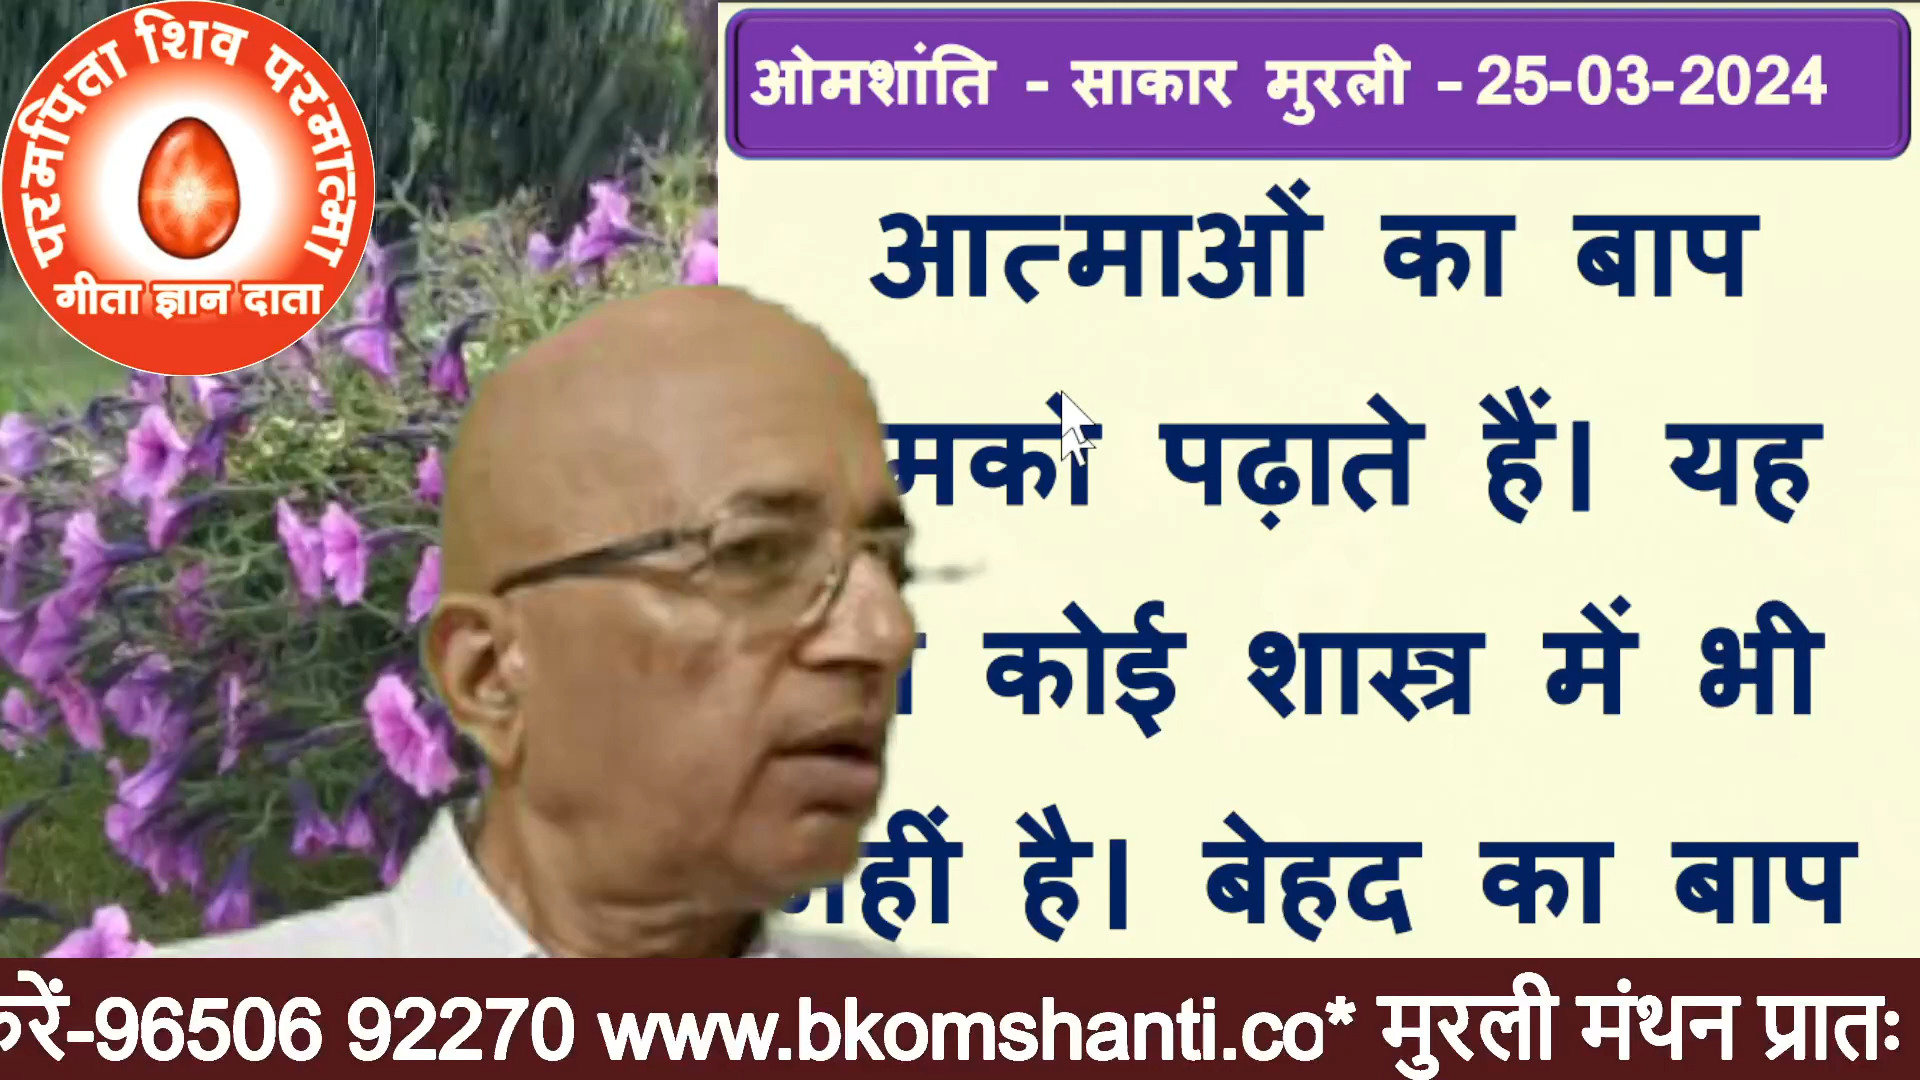 परमपिता शिव परमात्मा
गीता ज्ञान दाता
ओमशांति - साकार मुरली - 25-03-2024
आत्माओं का बाप
पढ़ाते हैं। यह
कोई शास्त्र में भी
है। बेहद का बाप
96506 92270 www.bkomshanti.co* मुरली मंथन प्रातः